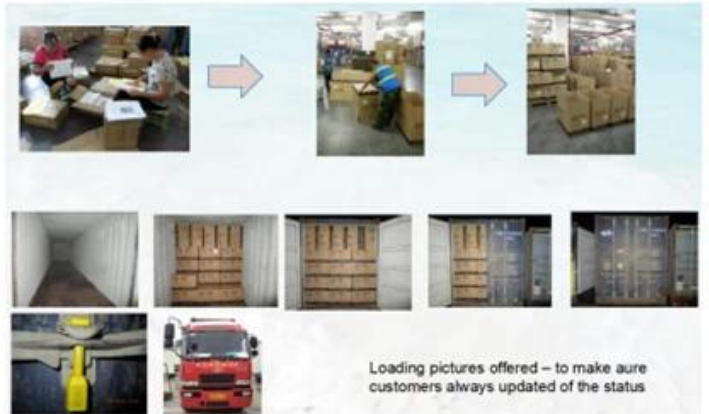 Loading pictures offered – to make aure
customers always updated of the status